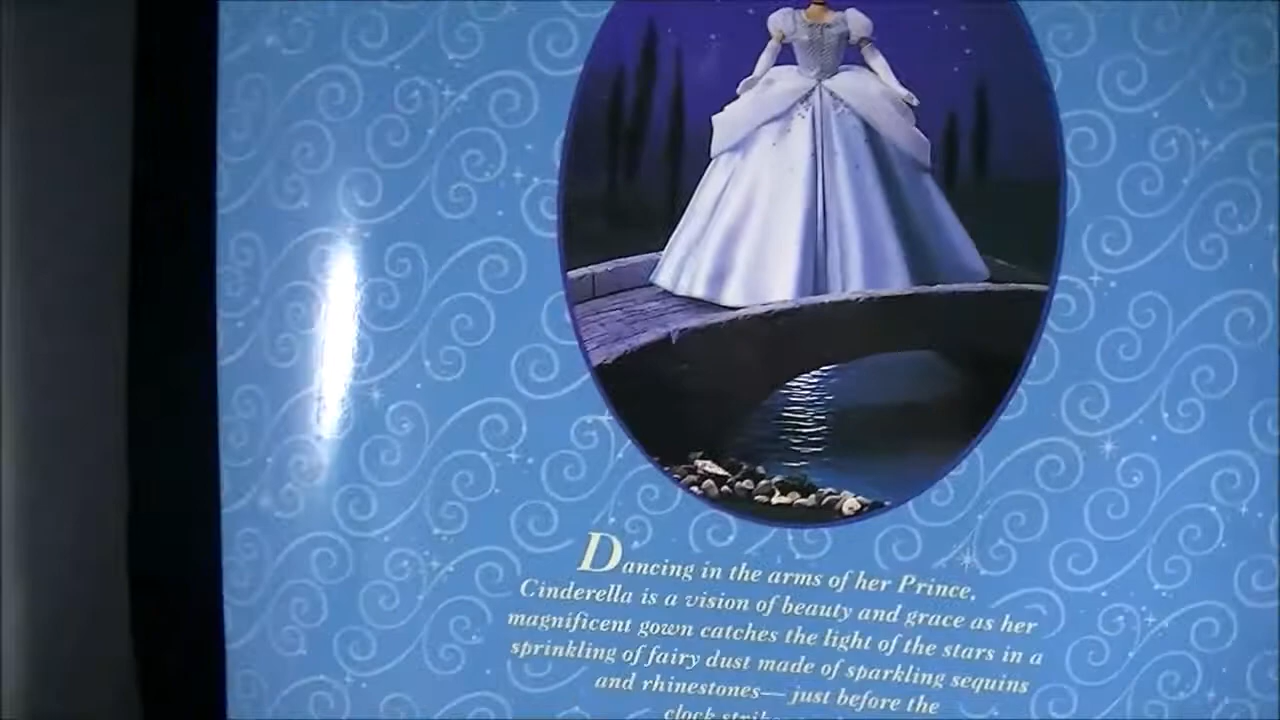 Dancing in the arms of her Prince,
Cinderella is a vision of beauty and grace as her
magnificent gown catches the light of the stars in a
sprinkling of fairy dust made of sparkling sequins
and rhinestones— just before the
clock